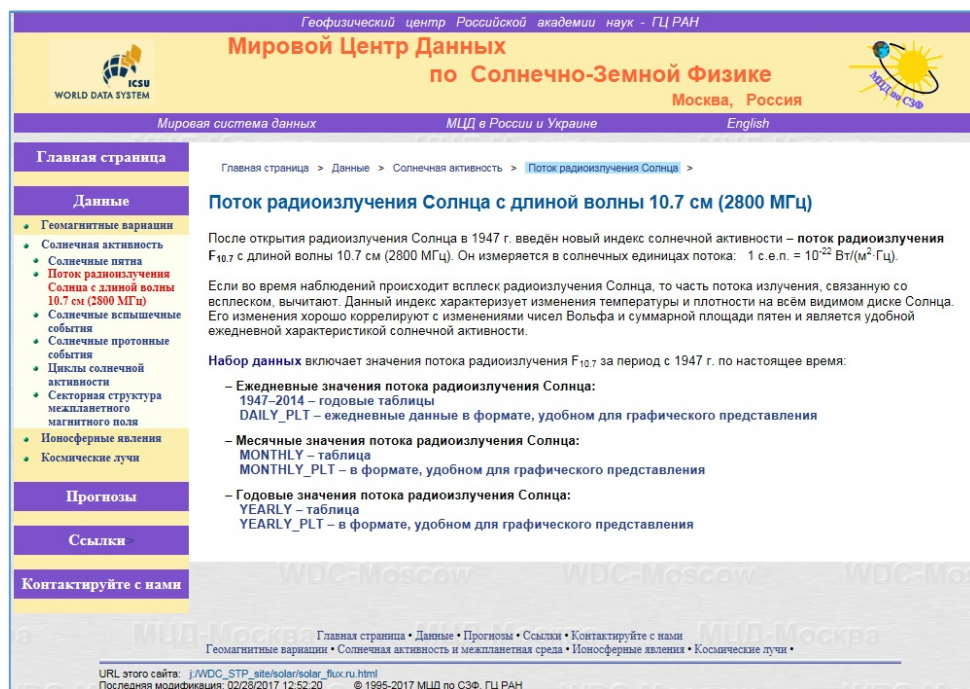 Геофизический центр Российской академии наук - ГЦ РАН
ICSU
WORLD DATA SYSTEM
Мировой Центр Данных
по Солнечно-Земной Физике
Москва, Россия
МЦД по СЗФ
Мировая система данных МЦД в России и Украине English
Главная страница
Данные
Геомагнитные вариации
Солнечная активность
Солнечные пятна
Поток радиоизлучения
Солнца с длиной волны
10.7 см (2800 МГц)
Солнечные вспышечные
события
Солнечные протонные
события
Циклы солнечной
активности
Секторная структура
межпланетного
магнитного поля
Ионосферные явления
Космические лучи
Прогнозы
Ссылки>
Контактируйте с нами
Главная страница > Данные > Солнечная активность > Поток радиоизлучения Солнца >
Поток радиоизлучения Солнца с длиной волны 10.7 см (2800 МГц)
После открытия радиоизлучения Солнца в 1947 г. введён новый индекс солнечной активности – поток радиоизлучения
F10.7 с длиной волны 10.7 см (2800 МГц). Он измеряется в солнечных единицах потока: 1 с.е.п. = 10⁻²² Вт/(м²·Гц).
Если во время наблюдений происходит всплеск радиоизлучения Солнца, то часть потока излучения, связанную со
всплеском, вычитают. Данный индекс характеризует изменения температуры и плотности на всём видимом диске Солнца.
Его изменения хорошо коррелируют с изменениями чисел Вольфа и суммарной площади пятен и является удобной
ежедневной характеристикой солнечной активности.
Набор данных включает значения потока радиоизлучения F10.7 за период с 1947 г. по настоящее время:
– Ежедневные значения потока радиоизлучения Солнца:
1947–2014 – годовые таблицы
DAILY_PLT – ежедневные данные в формате, удобном для графического представления
– Месячные значения потока радиоизлучения Солнца:
MONTHLY – таблица
MONTHLY_PLT – в формате, удобном для графического представления
– Годовые значения потока радиоизлучения Солнца:
YEARLY – таблица
YEARLY_PLT – в формате, удобном для графического представления
WDC-Moscow WDC-Moscow WDC-Mos
МЦД-Москва МЦД-Москва
Главная страница • Данные • Прогнозы • Ссылки • Контактируйте с нами
Геомагнитные вариации • Солнечная активность и межпланетная среда • Ионосферные явления • Космические лучи •
URL этого сайта: j:/WDC_STP_site/solar/solar_flux.ru.html
Последняя модификация: 02/28/2017 12:52:20 © 1995-2017 МЦД по СЗФ, ГЦ РАН